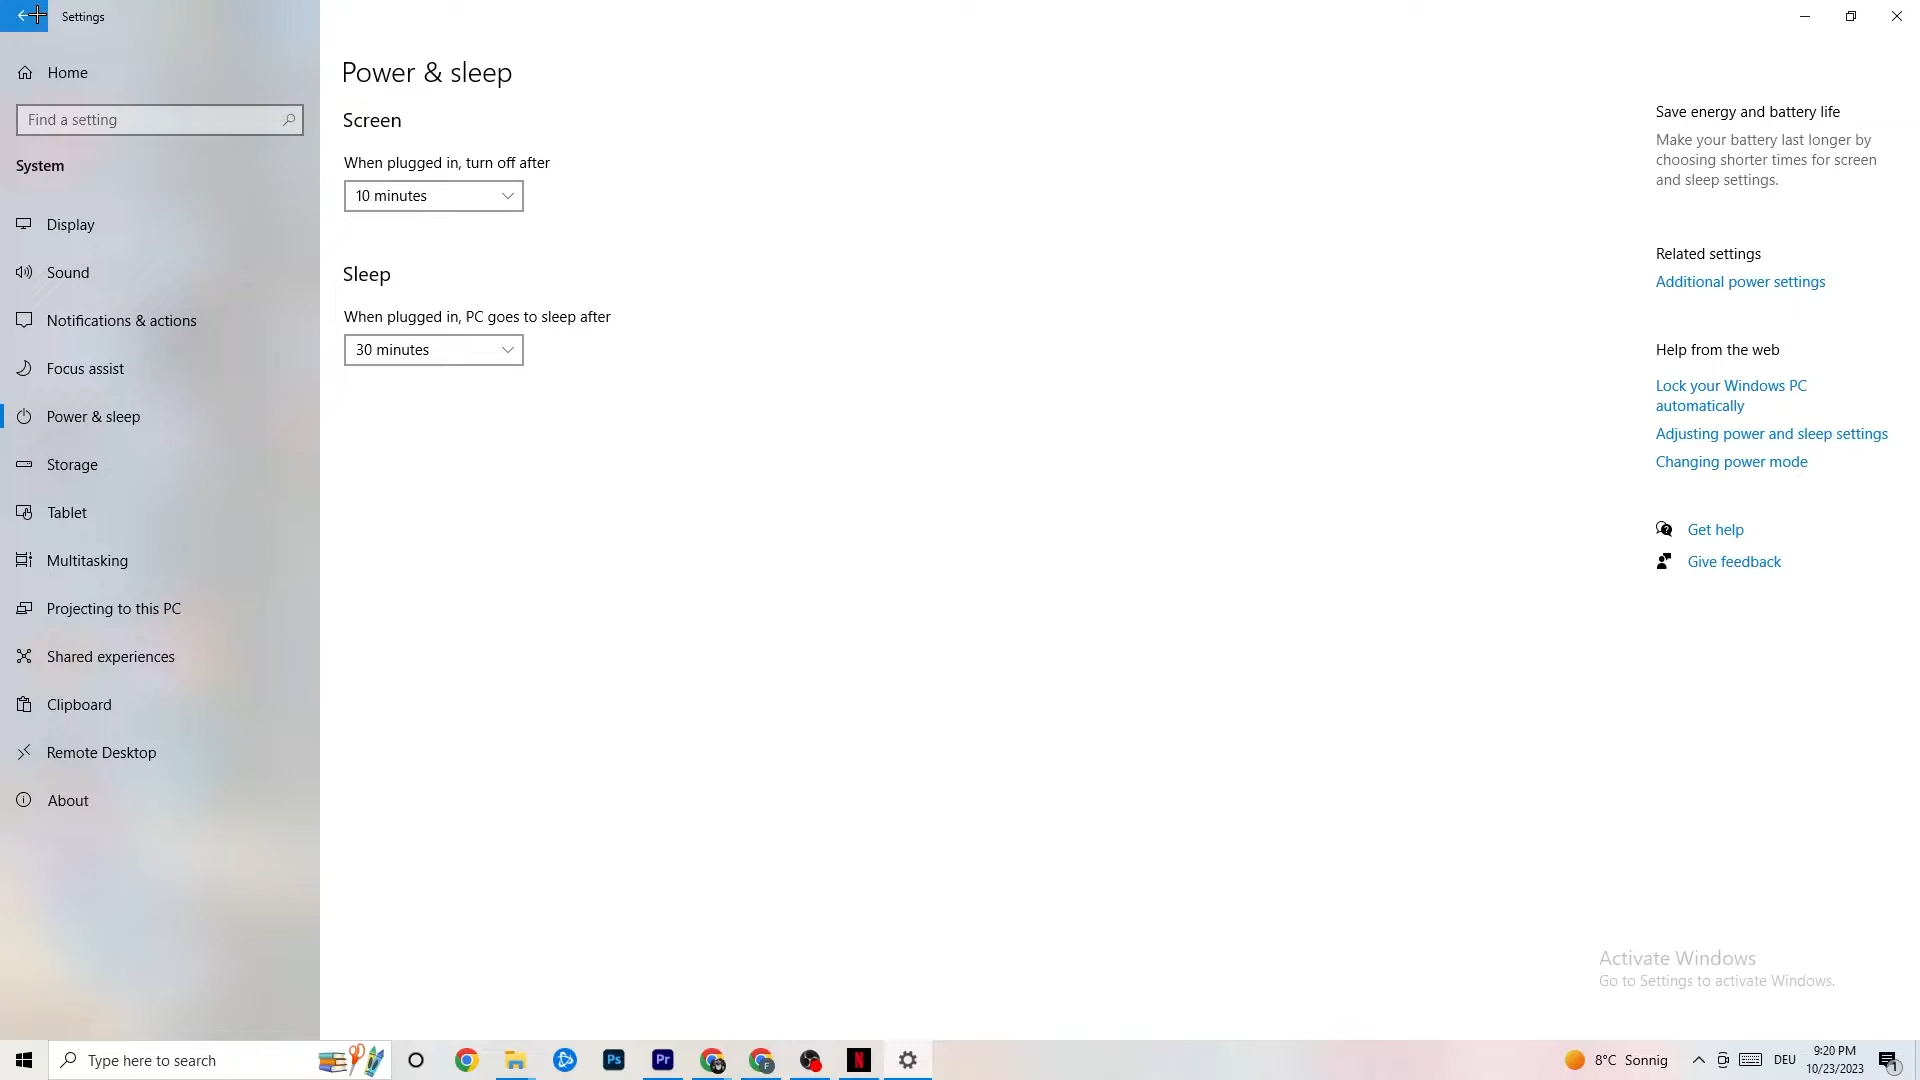 Settings
Home
Find a setting
System
Display
Sound
Notifications & actions
Focus assist
Power & sleep
Storage
Tablet
Multitasking
Projecting to this PC
Shared experiences
Clipboard
Remote Desktop
About
Power & sleep
Screen
When plugged in, turn off after
10 minutes
Sleep
When plugged in, PC goes to sleep after
30 minutes
Save energy and battery life
Make your battery last longer by
choosing shorter times for screen
and sleep settings.
Related settings
Additional power settings
Help from the web
Lock your Windows PC
automatically
Adjusting power and sleep settings
Changing power mode
Get help
Give feedback
Activate Windows
Go to Settings to activate Windows.
Type here to search
Ps
Pr
F
N
8°C Sonnig
DEU
9:20 PM
10/23/2023
1